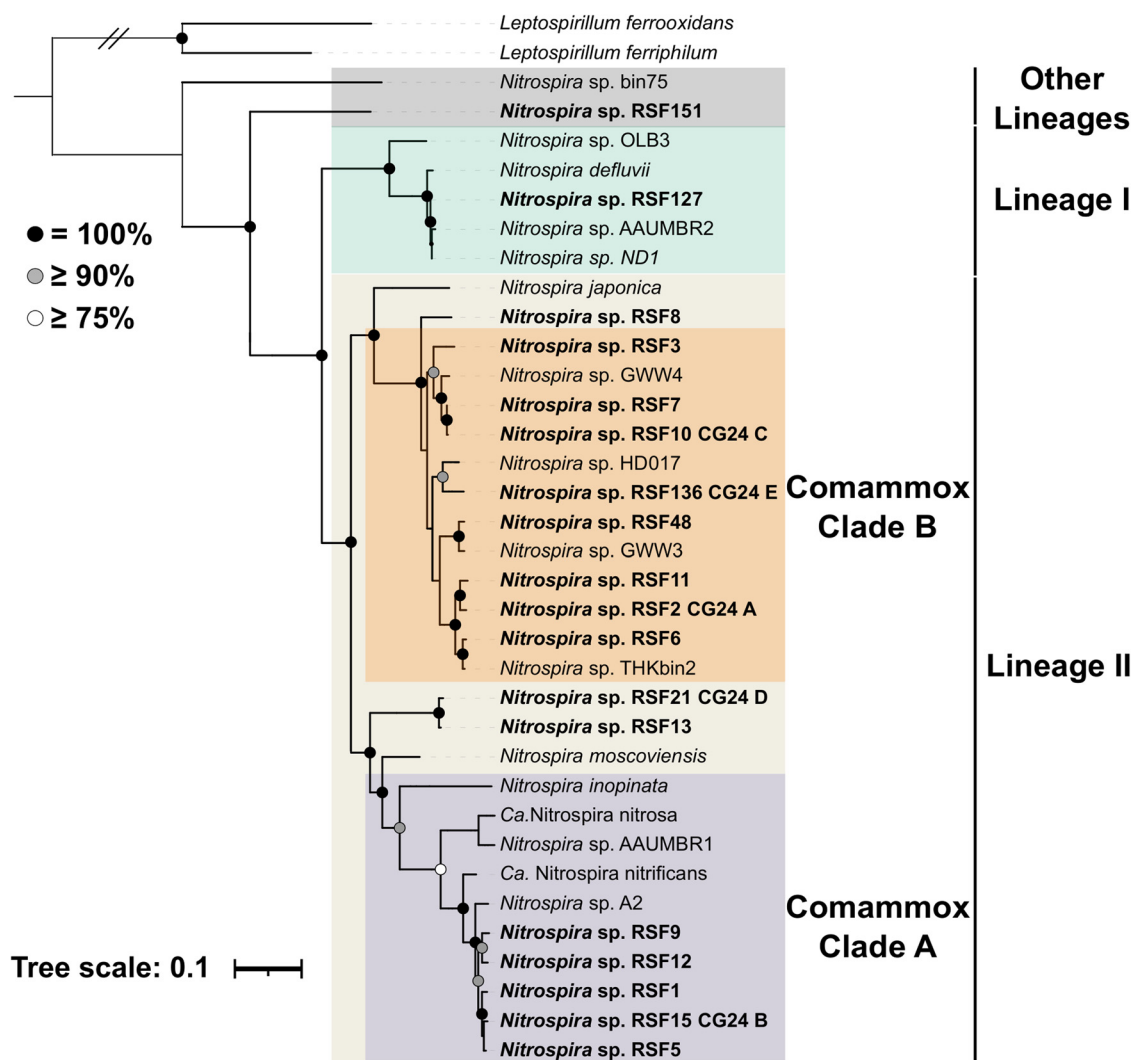 Leptospirillum ferrooxidans
Leptospirillum ferriphilum
Nitrospira sp. bin75
Nitrospira sp. RSF151
Other
Lineages
Nitrospira sp. OLB3
Nitrospira defluvii
Nitrospira sp. RSF127
Nitrospira sp. AAUMBR2
Nitrospira sp. ND1
Lineage I
= 100%
≥ 90%
≥ 75%
Nitrospira japonica
Nitrospira sp. RSF8
Nitrospira sp. RSF3
Nitrospira sp. GWW4
Nitrospira sp. RSF7
Nitrospira sp. RSF10 CG24 C
Nitrospira sp. HD017
Nitrospira sp. RSF136 CG24 E
Nitrospira sp. RSF48
Nitrospira sp. GWW3
Nitrospira sp. RSF11
Nitrospira sp. RSF2 CG24 A
Nitrospira sp. RSF6
Nitrospira sp. THKbin2
Comammox
Clade B
Nitrospira sp. RSF21 CG24 D
Nitrospira sp. RSF13
Nitrospira moscoviensis
Lineage II
Nitrospira inopinata
Ca.Nitrospira nitrosa
Nitrospira sp. AAUMBR1
Ca. Nitrospira nitrificans
Nitrospira sp. A2
Nitrospira sp. RSF9
Nitrospira sp. RSF12
Nitrospira sp. RSF1
Nitrospira sp. RSF15 CG24 B
Nitrospira sp. RSF5
Comammox
Clade A
Tree scale: 0.1